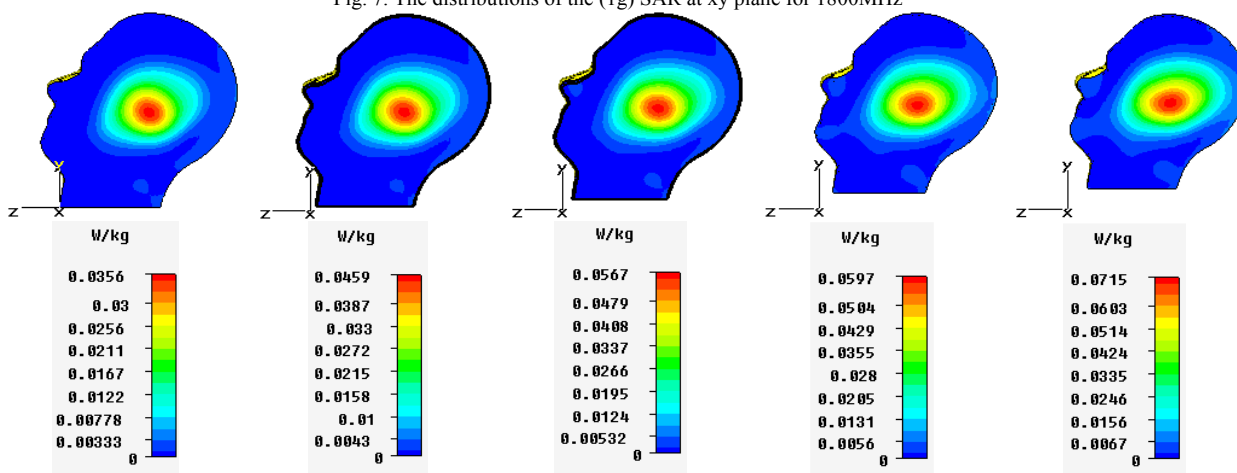 Fig. 7. The distributions of the (1g) SAR at xy plane for 1800MHz
y
z
x
y
z
x
y
z
x
y
z
x
y
z
x
W/kg
0.0356
0.03
0.0256
0.0211
0.0167
0.0122
0.00778
0.00333
0
W/kg
0.0459
0.0387
0.033
0.0272
0.0215
0.0158
0.01
0.0043
0
W/kg
0.0567
0.0479
0.0408
0.0337
0.0266
0.0195
0.0124
0.00532
0
W/kg
0.0597
0.0504
0.0429
0.0355
0.028
0.0205
0.0131
0.0056
0
W/kg
0.0715
0.0603
0.0514
0.0424
0.0335
0.0246
0.0156
0.0067
0